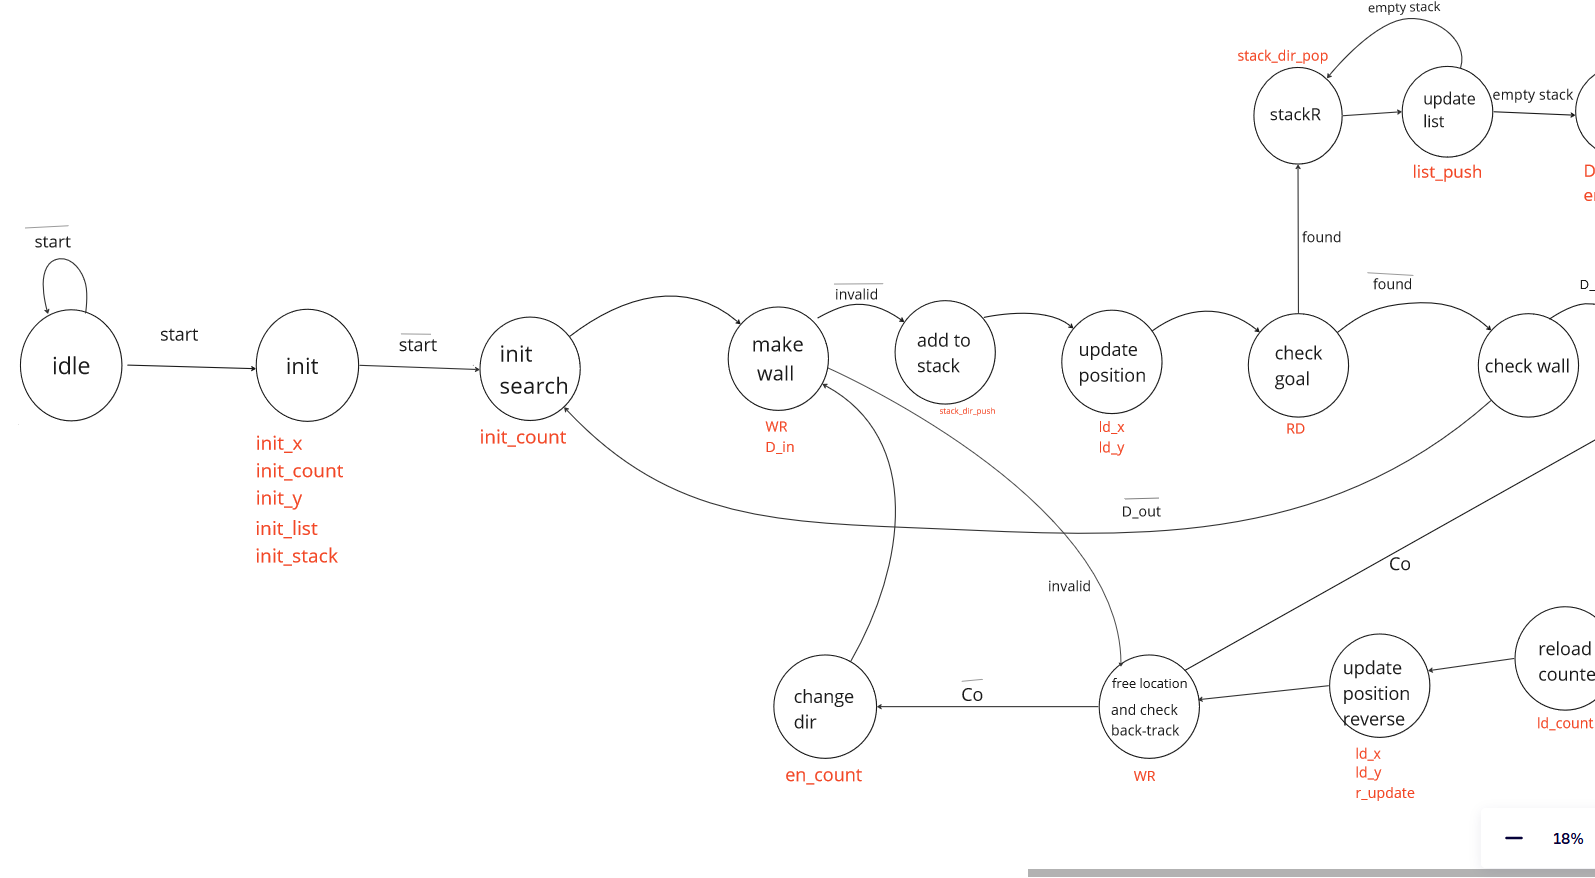 empty stack
stack_dir_pop
stackR
update
list
empty stack
list_push
found
start
idle
start
init
init_x
init_count
init_y
init_list
init_stack
start
init
search
init_count
make
wall
WR
D_in
invalid
add to
stack
stack_dir_push
update
position
ld_x
ld_y
check
goal
RD
found
check wall
D_
D_out
invalid
Co
change
dir
en_count
Co
free location
and check
back-track
WR
update
position
reverse
ld_x
ld_y
r_update
reload
ld_count
18%